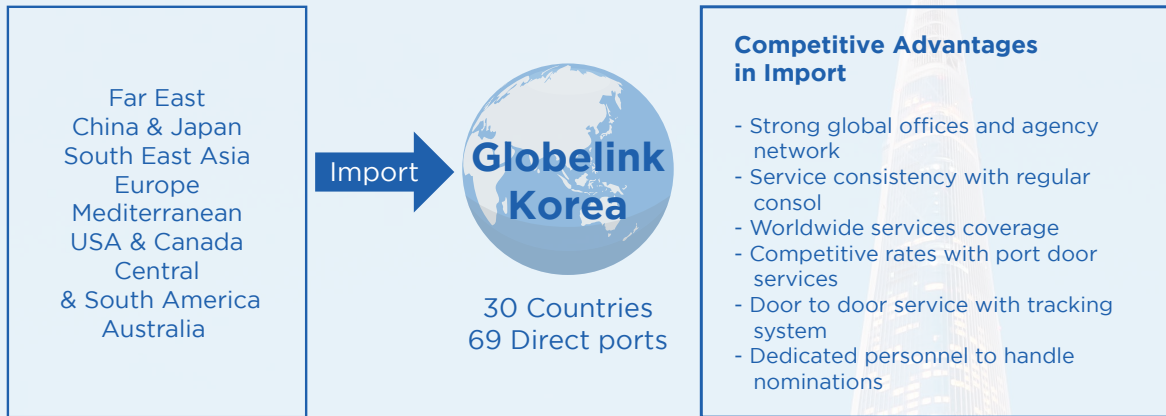 Far East
China & Japan
South East Asia
Europe
Mediterranean
USA & Canada
Central
& South America
Australia
Import
Globelink
Korea
30 Countries
69 Direct ports
Competitive Advantages
in Import
- Strong global offices and agency
network
- Service consistency with regular
consol
- Worldwide services coverage
- Competitive rates with port door
services
- Door to door service with tracking
system
- Dedicated personnel to handle
nominations